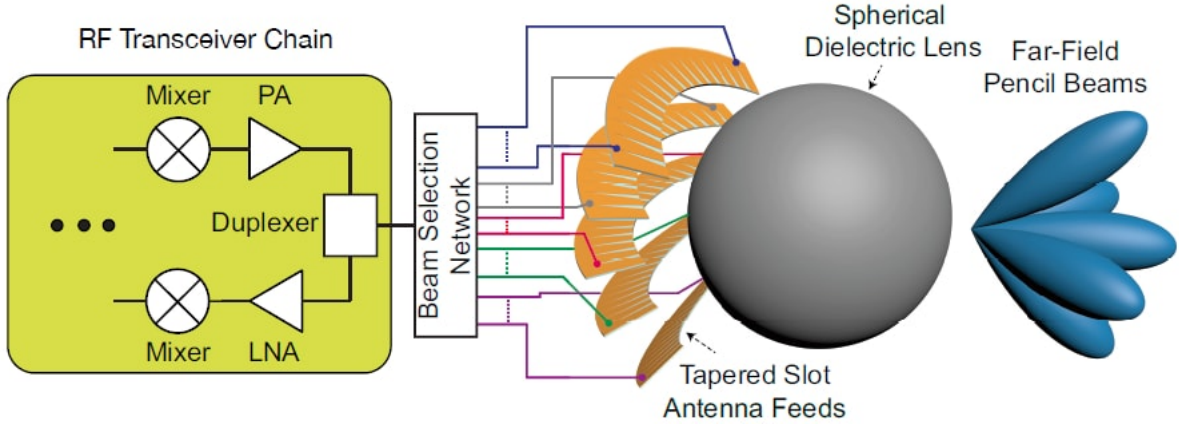 RF Transceiver Chain
Mixer
PA
Duplexer
Mixer
LNA
Beam Selection
Network
Spherical
Dielectric Lens
Far-Field
Pencil Beams
Tapered Slot
Antenna Feeds